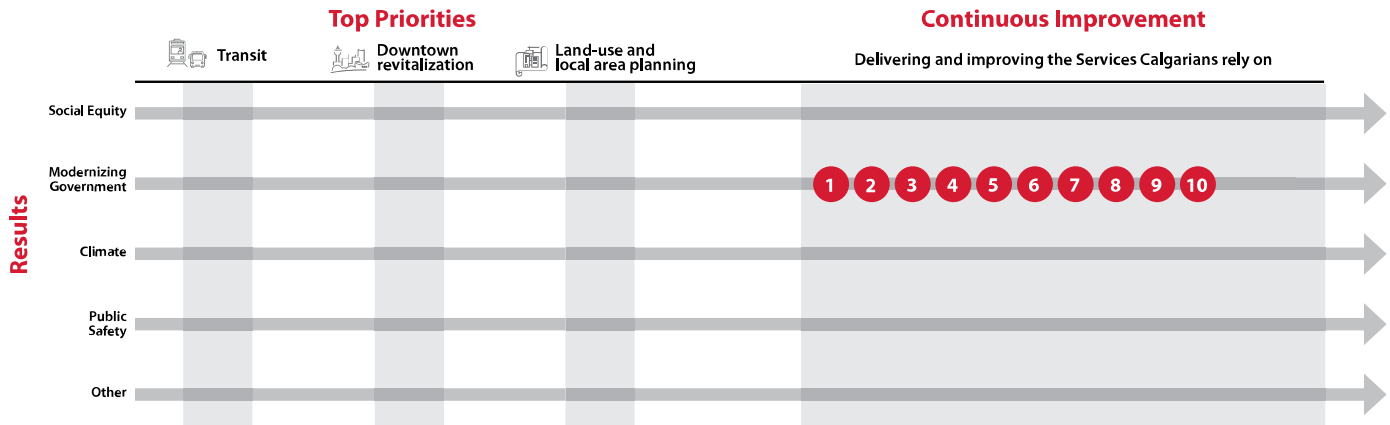 Top Priorities
Continuous Improvement
Transit
Downtown
revitalization
Land-use and
local area planning
Delivering and improving the Services Calgarians rely on
Results
Social Equity
Modernizing
Government
1 2 3 4 5 6 7 8 9 10
Climate
Public
Safety
Other